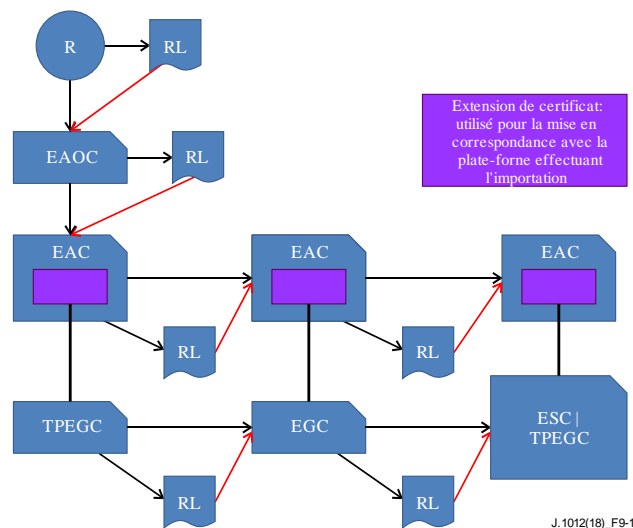 R
RL
Extension de certificat:
utilisé pour la mise en
correspondance avec la
plate-forne effectuant
l'importation
EAOC
RL
EAC
EAC
EAC
RL
RL
TPEGC
EGC
ESC |
TPEGC
RL
RL
J.1012(18)_F9-1